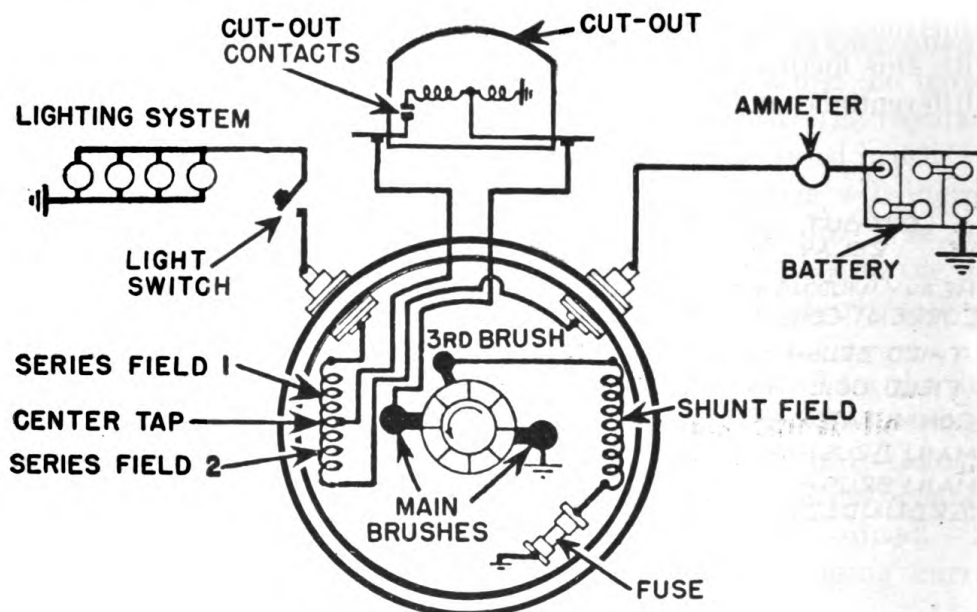 CUT-OUT
CONTACTS
CUT-OUT
LIGHTING SYSTEM
AMMETER
LIGHT
SWITCH
BATTERY
3RD BRUSH
SERIES FIELD 1
CENTER TAP
SERIES FIELD 2
SHUNT FIELD
MAIN
BRUSHES
FUSE